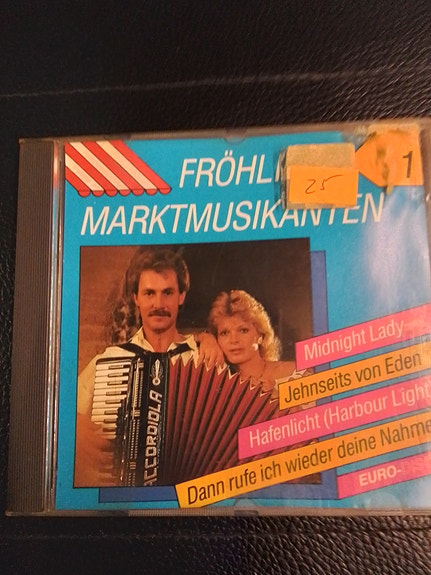 FRÖHLI
25
1
MARKTMUSIKANTEN
ACCORDIOLA
Midnight Lady
Jehnseits von Eden
Hafenlicht (Harbour Light)
Dann rufe ich wieder deine Nahme
EURO-